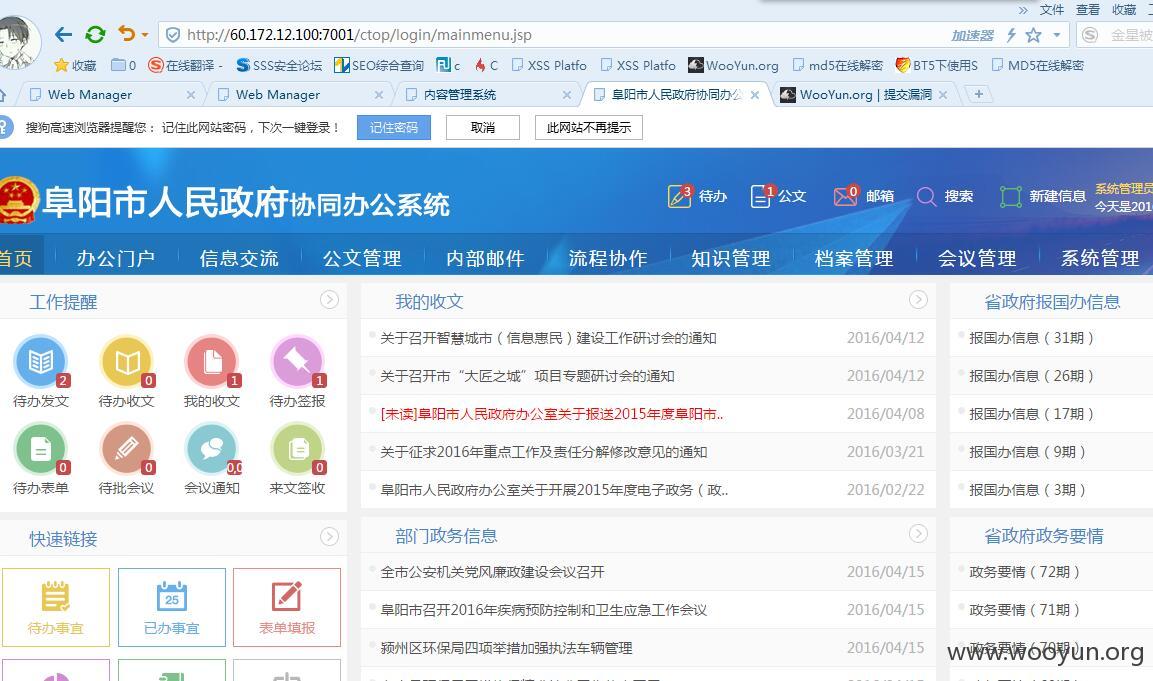 » 文件 查看 收藏
http://60.172.12.100:7001/ctop/login/mainmenu.jsp 加速器 金星被
收藏 0 在线翻译 SSS安全论坛 SEO综合查询 c C XSS Platfo XSS Platfo WooYun.org md5在线解密 BT5下使用S MD5在线解密
Web Manager × Web Manager × 内容管理系统 × 阜阳市人民政府协同办公 × WooYun.org | 提交漏洞 × +
搜狗高速浏览器提醒您： 记住此网站密码，下次一键登录！ 记住密码 取消 此网站不再提示
阜阳市人民政府协同办公系统
3 待办 1 公文 0 邮箱 搜索 新建信息 系统管理员
今天是2016
首页 办公门户 信息交流 公文管理 内部邮件 流程协作 知识管理 档案管理 会议管理 系统管理
工作提醒
2 0 1 1
待办发文 待办收文 我的收文 待办签报
0 0 0,0 0
待办表单 待批会议 会议通知 来文签收
快速链接
25
待办事宜 已办事宜 表单填报
我的收文
关于召开智慧城市（信息惠民）建设工作研讨会的通知 2016/04/12
关于召开市“大匠之城”项目专题研讨会的通知 2016/04/12
[未读]阜阳市人民政府办公室关于报送2015年度阜阳市.. 2016/04/08
关于征求2016年重点工作及责任分解修改意见的通知 2016/03/21
阜阳市人民政府办公室关于开展2015年度电子政务（政.. 2016/02/22
部门政务信息
全市公安机关党风廉政建设会议召开 2016/04/15
阜阳市召开2016年疾病预防控制和卫生应急工作会议 2016/04/15
颍州区环保局四项举措加强执法车辆管理 2016/04/15
省政府报国办信息
报国办信息（31期）
报国办信息（26期）
报国办信息（17期）
报国办信息（9期）
报国办信息（3期）
省政府政务要情
政务要情（72期）
政务要情（71期）
政务要情（70期）
www.wooyun.org